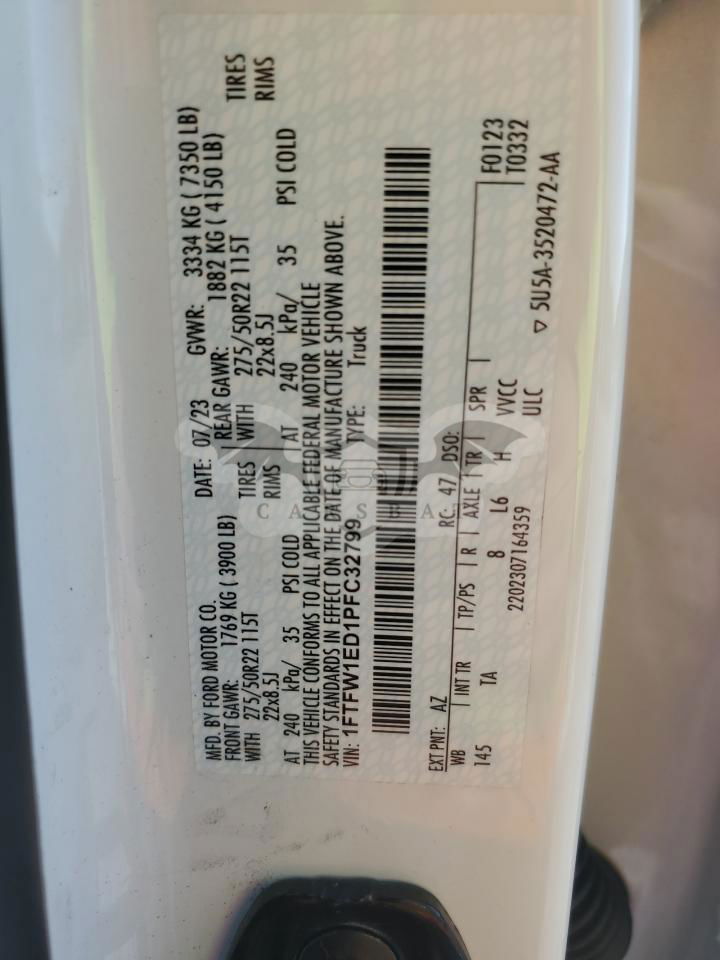 MFD. BY FORD MOTOR CO.
DATE: 07/23 GVWR: 3334 KG ( 7350 LB)
FRONT GAWR: 1769 KG ( 3900 LB) REAR GAWR: 1882 KG ( 4150 LB)
WITH 275/50R22 115T TIRES WITH 275/50R22 115T TIRES
22x8.5J RIMS 22x8.5J RIMS
AT 240 kPa/ 35 PSI COLD AT 240 kPa/ 35 PSI COLD
THIS VEHICLE CONFORMS TO ALL APPLICABLE FEDERAL MOTOR VEHICLE
SAFETY STANDARDS IN EFFECT ON THE DATE OF MANUFACTURE SHOWN ABOVE.
VIN: 1FTFW1ED1PFC32799 TYPE: Truck
EXT PNT: AZ RC: 47 DSO: F0123
WB INT TR TP/PS R AXLE TR SPR T0332
145 TA 8 L6 H VVCC
2202307164359 ULC
▽ 5U5A-3520472-AA